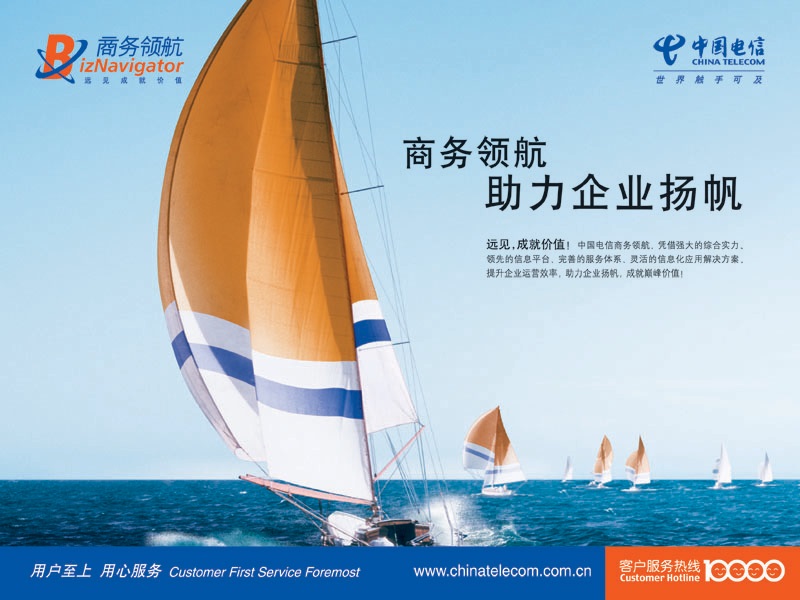 商务领航
BizNavigator
远见成就价值
中国电信
CHINA TELECOM
世界触手可及
商务领航
助力企业扬帆
远见,成就价值! 中国电信商务领航、凭借强大的综合实力、
领先的信息平台、完善的服务体系、灵活的信息化应用解决方案,
提升企业运营效率, 助力企业扬帆, 成就巅峰价值!
用户至上 用心服务 Customer First Service Foremost
www.chinatelecom.com.cn
客户服务热线
Customer Hotline
10000